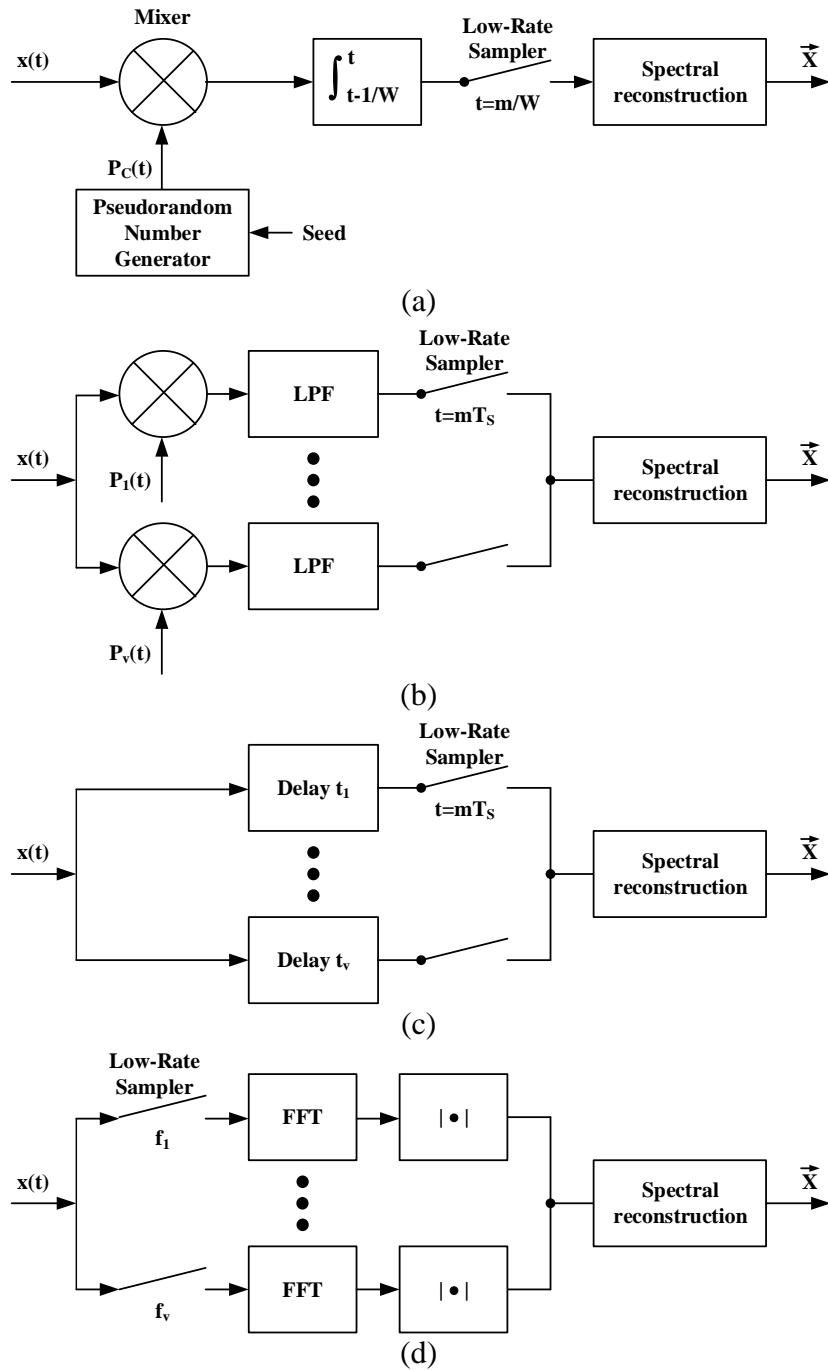 Mixer
x(t)
∫ t
t-1/W
Low-Rate
Sampler
t=m/W
Spectral
reconstruction
X⃗
P_C(t)
Pseudorandom
Number
Generator
Seed
(a)
x(t)
P_1(t)
LPF
Low-Rate
Sampler
t=mT_S
Spectral
reconstruction
X⃗
LPF
P_v(t)
(b)
x(t)
Delay t_1
Low-Rate
Sampler
t=mT_S
Spectral
reconstruction
X⃗
Delay t_v
(c)
Low-Rate
Sampler
x(t)
f_1
FFT
|•|
Spectral
reconstruction
X⃗
f_v
FFT
|•|
(d)